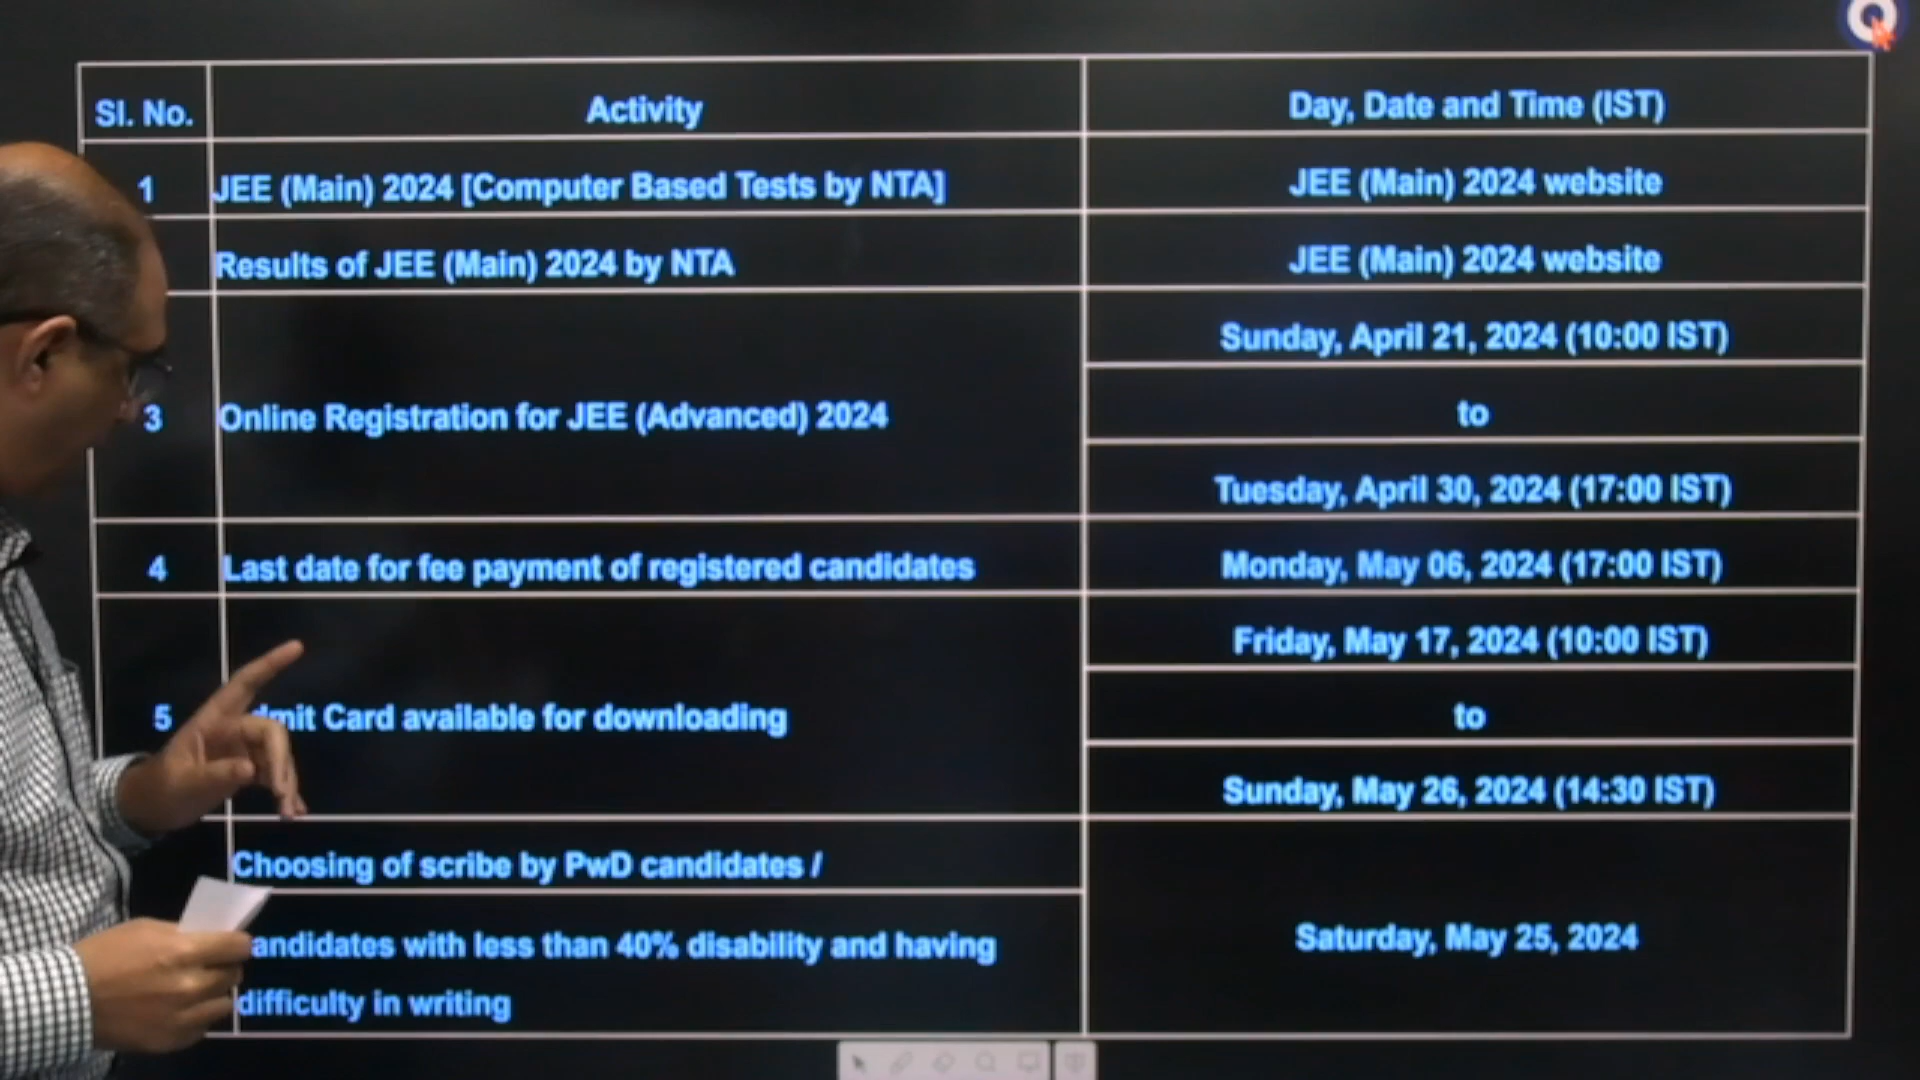 Sl. No.
Activity
Day, Date and Time (IST)
1
JEE (Main) 2024 [Computer Based Tests by NTA]
JEE (Main) 2024 website
Results of JEE (Main) 2024 by NTA
JEE (Main) 2024 website
3
Online Registration for JEE (Advanced) 2024
Sunday, April 21, 2024 (10:00 IST)
to
Tuesday, April 30, 2024 (17:00 IST)
4
Last date for fee payment of registered candidates
Monday, May 06, 2024 (17:00 IST)
5
Card available for downloading
Friday, May 17, 2024 (10:00 IST)
to
Sunday, May 26, 2024 (14:30 IST)
Choosing of scribe by PwD candidates /
with less than 40% disability and having
difficulty in writing
Saturday, May 25, 2024